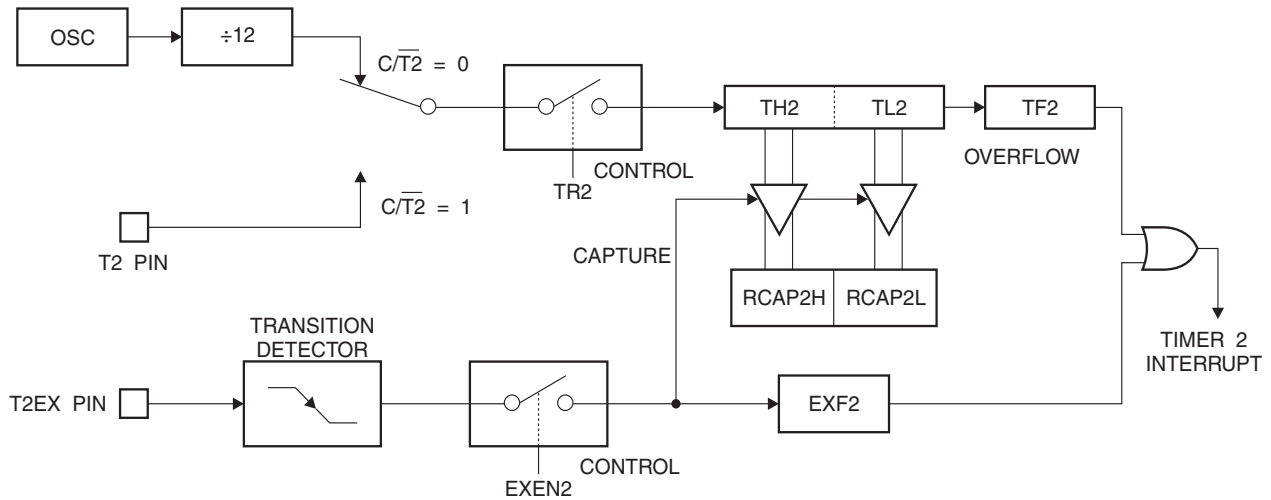 OSC
÷12
C/T2̅ = 0
TH2
TL2
TF2
OVERFLOW
CONTROL
TR2
C/T2̅ = 1
T2 PIN
CAPTURE
RCAP2H
RCAP2L
TRANSITION
DETECTOR
TIMER 2
INTERRUPT
T2EX PIN
EXF2
CONTROL
EXEN2